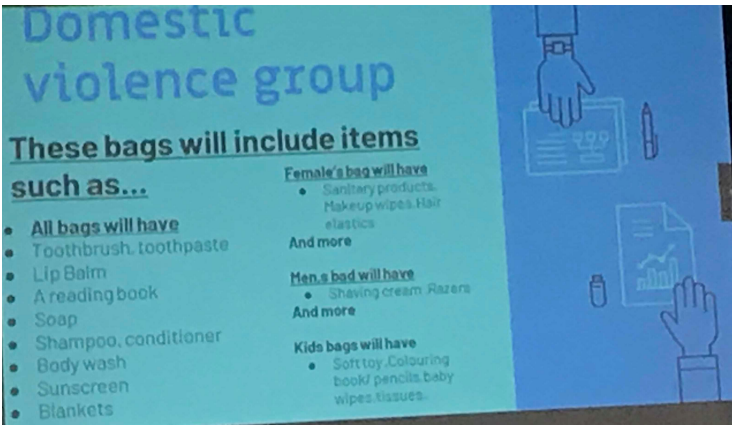 Domestic
violence group
These bags will include items
such as...
All bags will have
Toothbrush, toothpaste
Lip Balm
A reading book
Soap
Shampoo, conditioner
Body wash
Sunscreen
Blankets
Female's bag will have
Sanitary products,
Makeup wipes, Hair
elastics
And more
Men,s bad will have
Shaving cream ,Razers
And more
Kids bags will have
Soft toy ,Colouring
book/ pencils, baby
wipes, tissues.